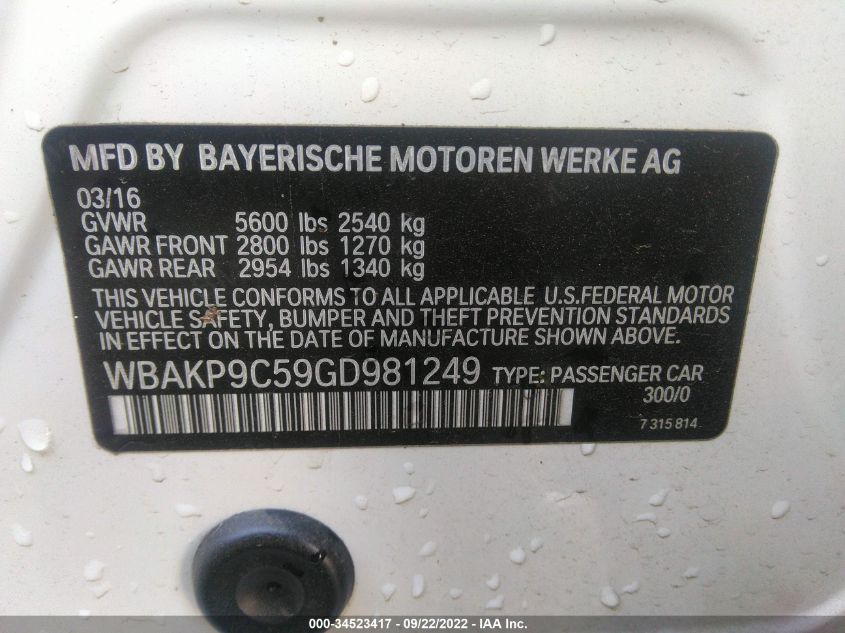 MFD BY BAYERISCHE MOTOREN WERKE AG
03/16
GVWR 5600 lbs 2540 kg
GAWR FRONT 2800 lbs 1270 kg
GAWR REAR 2954 lbs 1340 kg
THIS VEHICLE CONFORMS TO ALL APPLICABLE U.S.FEDERAL MOTOR
VEHICLE SAFETY, BUMPER AND THEFT PREVENTION STANDARDS
IN EFFECT ON THE DATE OF MANUFACTURE SHOWN ABOVE.
WBAKP9C59GD981249 TYPE: PASSENGER CAR
300/0
7 315 814
000-34523417 - 09/22/2022 - IAA Inc.